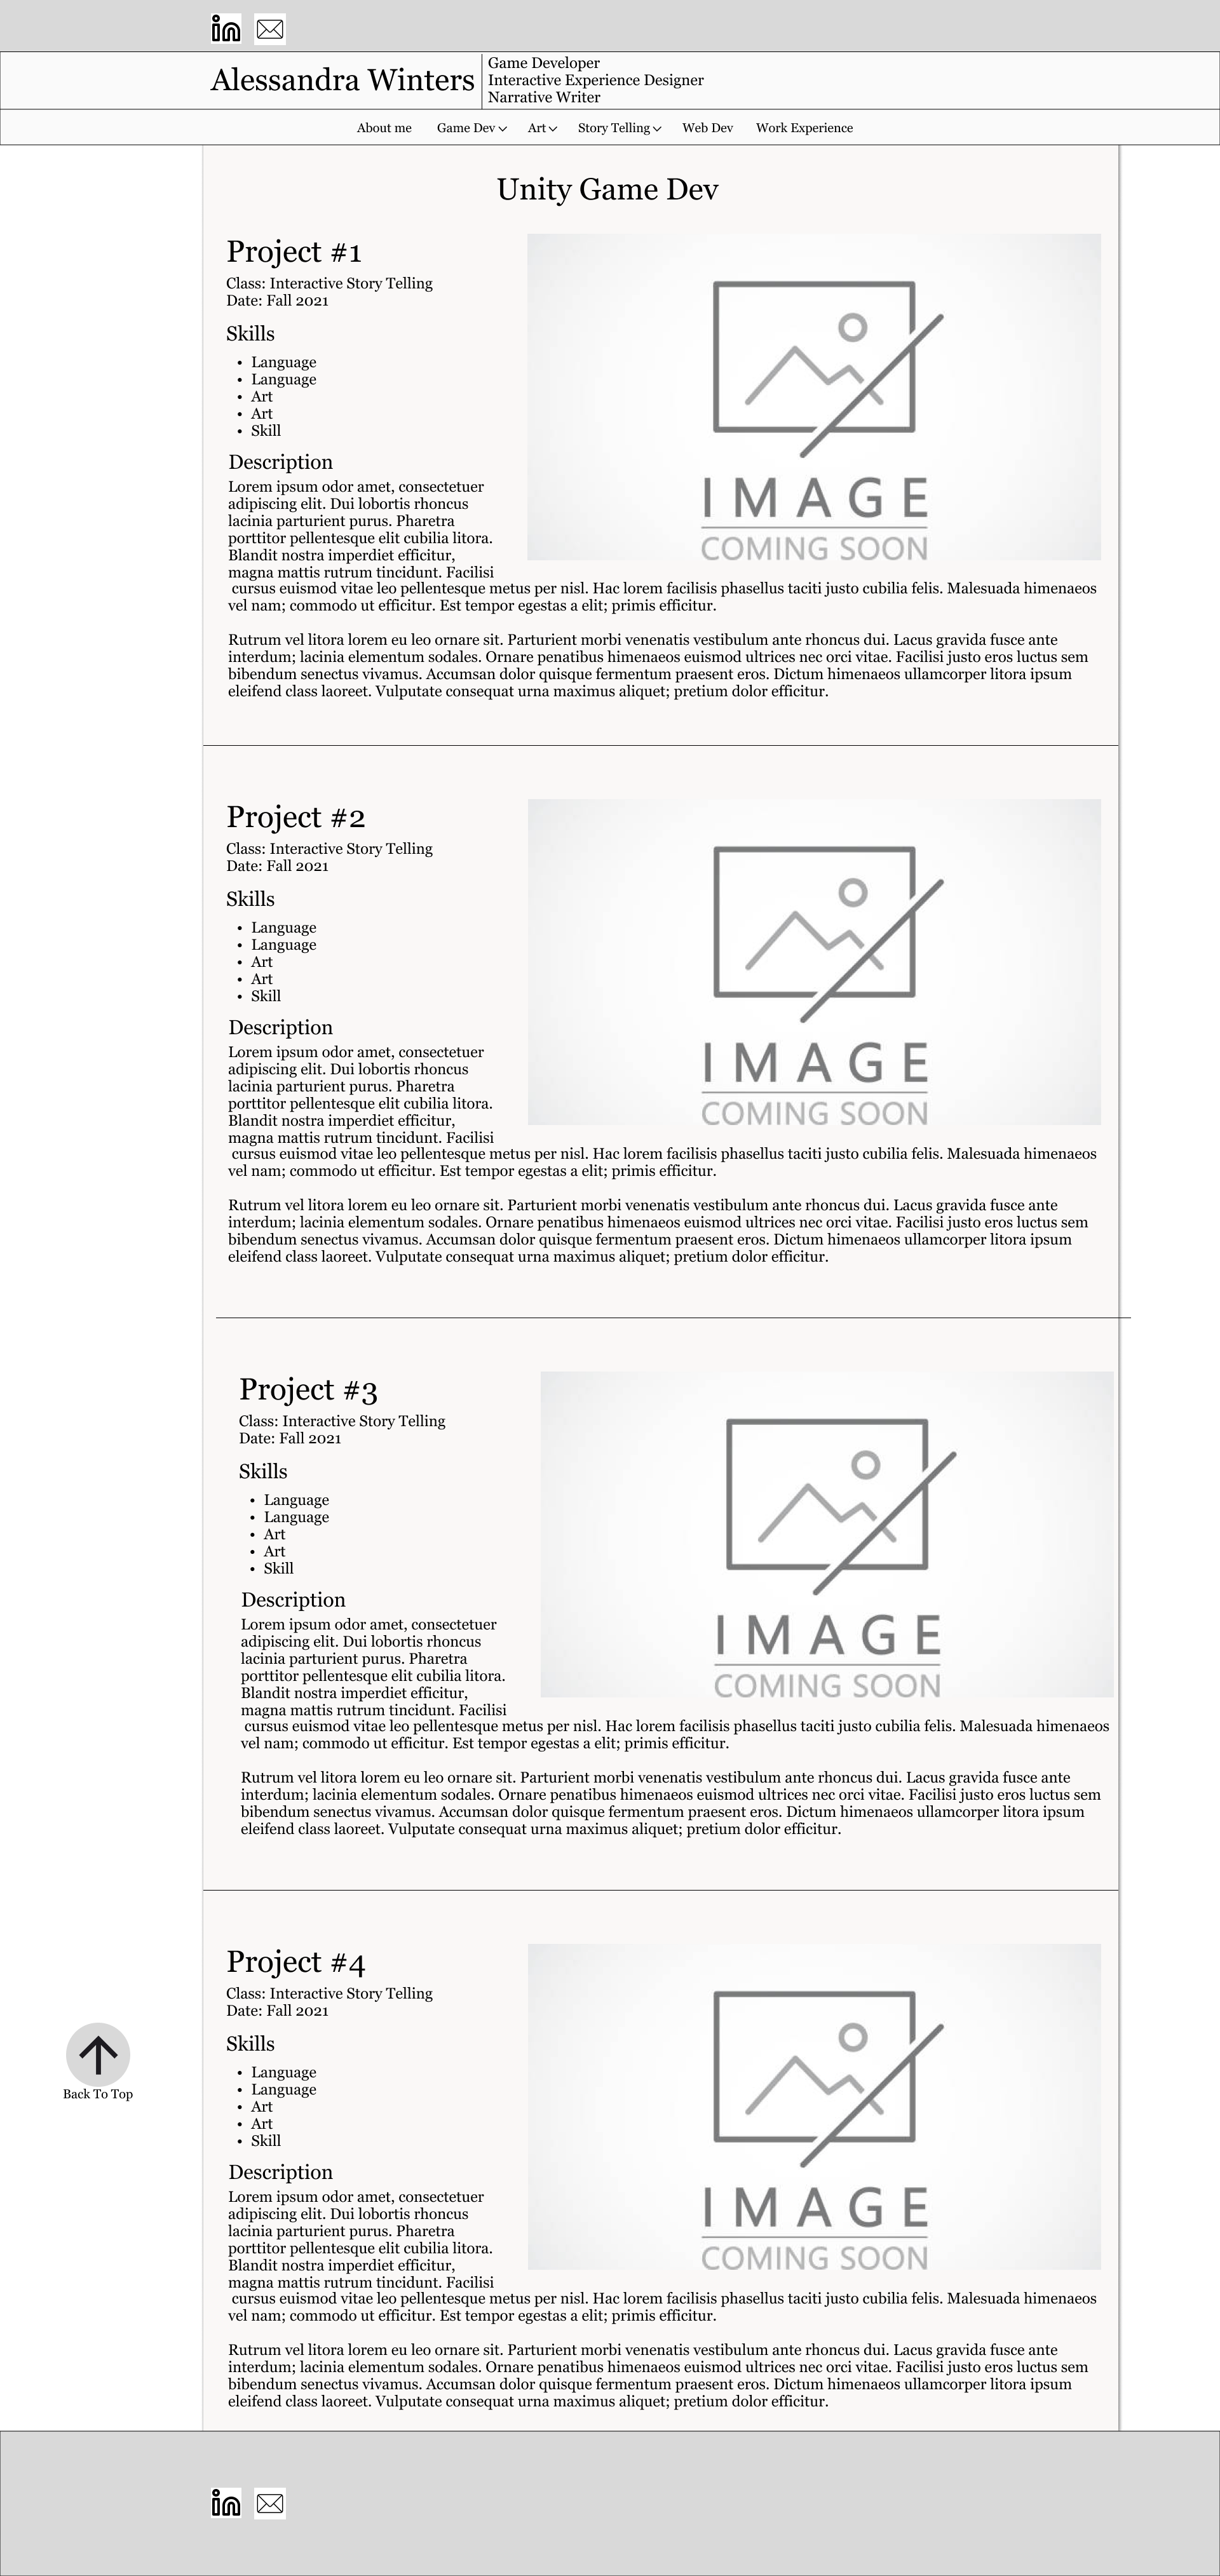 in
Alessandra Winters
Game Developer
Interactive Experience Designer
Narrative Writer
About me Game Dev Art Story Telling Web Dev Work Experience
Unity Game Dev
Project #1
Class: Interactive Story Telling
Date: Fall 2021
Skills
• Language
• Language
• Art
• Art
• Skill
Description
Lorem ipsum odor amet, consectetuer
adipiscing elit. Dui lobortis rhoncus
lacinia parturient purus. Pharetra
porttitor pellentesque elit cubilia litora.
Blandit nostra imperdiet efficitur,
magna mattis rutrum tincidunt. Facilisi
cursus euismod vitae leo pellentesque metus per nisl. Hac lorem facilisis phasellus taciti justo cubilia felis. Malesuada himenaeos
vel nam; commodo ut efficitur. Est tempor egestas a elit; primis efficitur.
Rutrum vel litora lorem eu leo ornare sit. Parturient morbi venenatis vestibulum ante rhoncus dui. Lacus gravida fusce ante
interdum; lacinia elementum sodales. Ornare penatibus himenaeos euismod ultrices nec orci vitae. Facilisi justo eros luctus sem
bibendum senectus vivamus. Accumsan dolor quisque fermentum praesent eros. Dictum himenaeos ullamcorper litora ipsum
eleifend class laoreet. Vulputate consequat urna maximus aliquet; pretium dolor efficitur.
IMAGE
COMING SOON
Project #2
Class: Interactive Story Telling
Date: Fall 2021
Skills
• Language
• Language
• Art
• Art
• Skill
Description
Lorem ipsum odor amet, consectetuer
adipiscing elit. Dui lobortis rhoncus
lacinia parturient purus. Pharetra
porttitor pellentesque elit cubilia litora.
Blandit nostra imperdiet efficitur,
magna mattis rutrum tincidunt. Facilisi
cursus euismod vitae leo pellentesque metus per nisl. Hac lorem facilisis phasellus taciti justo cubilia felis. Malesuada himenaeos
vel nam; commodo ut efficitur. Est tempor egestas a elit; primis efficitur.
Rutrum vel litora lorem eu leo ornare sit. Parturient morbi venenatis vestibulum ante rhoncus dui. Lacus gravida fusce ante
interdum; lacinia elementum sodales. Ornare penatibus himenaeos euismod ultrices nec orci vitae. Facilisi justo eros luctus sem
bibendum senectus vivamus. Accumsan dolor quisque fermentum praesent eros. Dictum himenaeos ullamcorper litora ipsum
eleifend class laoreet. Vulputate consequat urna maximus aliquet; pretium dolor efficitur.
IMAGE
COMING SOON
Project #3
Class: Interactive Story Telling
Date: Fall 2021
Skills
• Language
• Language
• Art
• Art
• Skill
Description
Lorem ipsum odor amet, consectetuer
adipiscing elit. Dui lobortis rhoncus
lacinia parturient purus. Pharetra
porttitor pellentesque elit cubilia litora.
Blandit nostra imperdiet efficitur,
magna mattis rutrum tincidunt. Facilisi
cursus euismod vitae leo pellentesque metus per nisl. Hac lorem facilisis phasellus taciti justo cubilia felis. Malesuada himenaeos
vel nam; commodo ut efficitur. Est tempor egestas a elit; primis efficitur.
Rutrum vel litora lorem eu leo ornare sit. Parturient morbi venenatis vestibulum ante rhoncus dui. Lacus gravida fusce ante
interdum; lacinia elementum sodales. Ornare penatibus himenaeos euismod ultrices nec orci vitae. Facilisi justo eros luctus sem
bibendum senectus vivamus. Accumsan dolor quisque fermentum praesent eros. Dictum himenaeos ullamcorper litora ipsum
eleifend class laoreet. Vulputate consequat urna maximus aliquet; pretium dolor efficitur.
IMAGE
COMING SOON
Project #4
Class: Interactive Story Telling
Date: Fall 2021
Skills
• Language
• Language
• Art
• Art
• Skill
Description
Lorem ipsum odor amet, consectetuer
adipiscing elit. Dui lobortis rhoncus
lacinia parturient purus. Pharetra
porttitor pellentesque elit cubilia litora.
Blandit nostra imperdiet efficitur,
magna mattis rutrum tincidunt. Facilisi
cursus euismod vitae leo pellentesque metus per nisl. Hac lorem facilisis phasellus taciti justo cubilia felis. Malesuada himenaeos
vel nam; commodo ut efficitur. Est tempor egestas a elit; primis efficitur.
Rutrum vel litora lorem eu leo ornare sit. Parturient morbi venenatis vestibulum ante rhoncus dui. Lacus gravida fusce ante
interdum; lacinia elementum sodales. Ornare penatibus himenaeos euismod ultrices nec orci vitae. Facilisi justo eros luctus sem
bibendum senectus vivamus. Accumsan dolor quisque fermentum praesent eros. Dictum himenaeos ullamcorper litora ipsum
eleifend class laoreet. Vulputate consequat urna maximus aliquet; pretium dolor efficitur.
IMAGE
COMING SOON
Back To Top
in